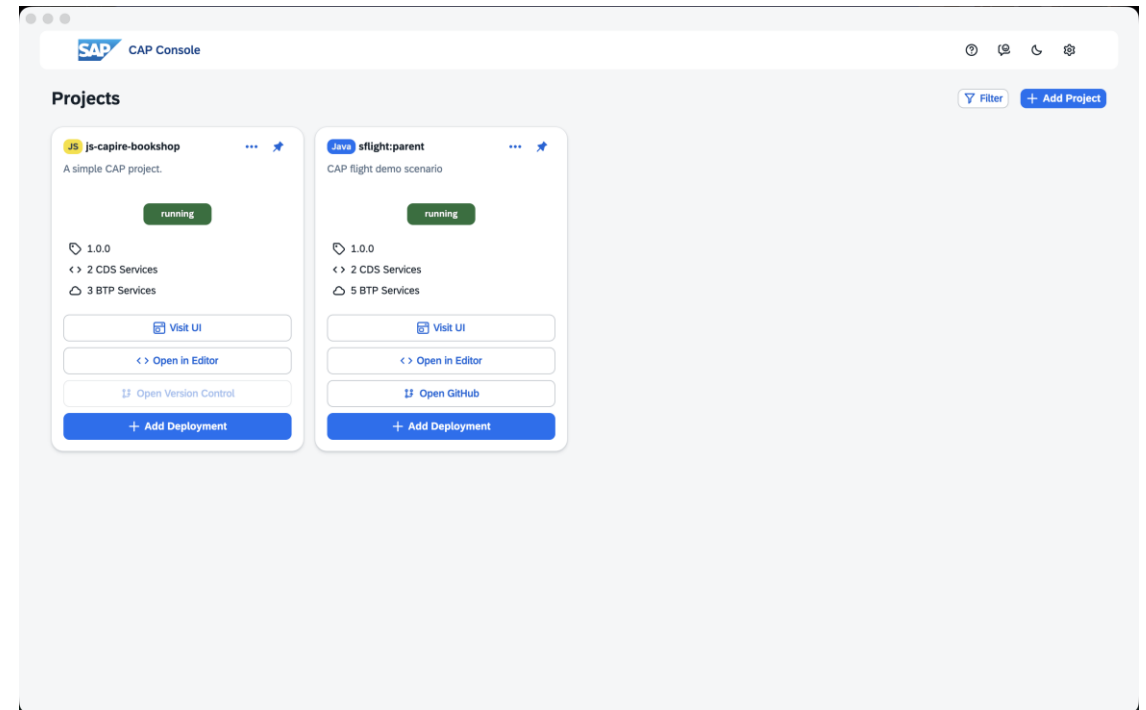 SAP CAP Console
Projects
Filter
+ Add Project
JS js-capire-bookshop
A simple CAP project.
running
1.0.0
2 CDS Services
3 BTP Services
Visit UI
Open in Editor
Open Version Control
+ Add Deployment
Java sflight:parent
CAP flight demo scenario
running
1.0.0
2 CDS Services
5 BTP Services
Visit UI
Open in Editor
Open GitHub
+ Add Deployment